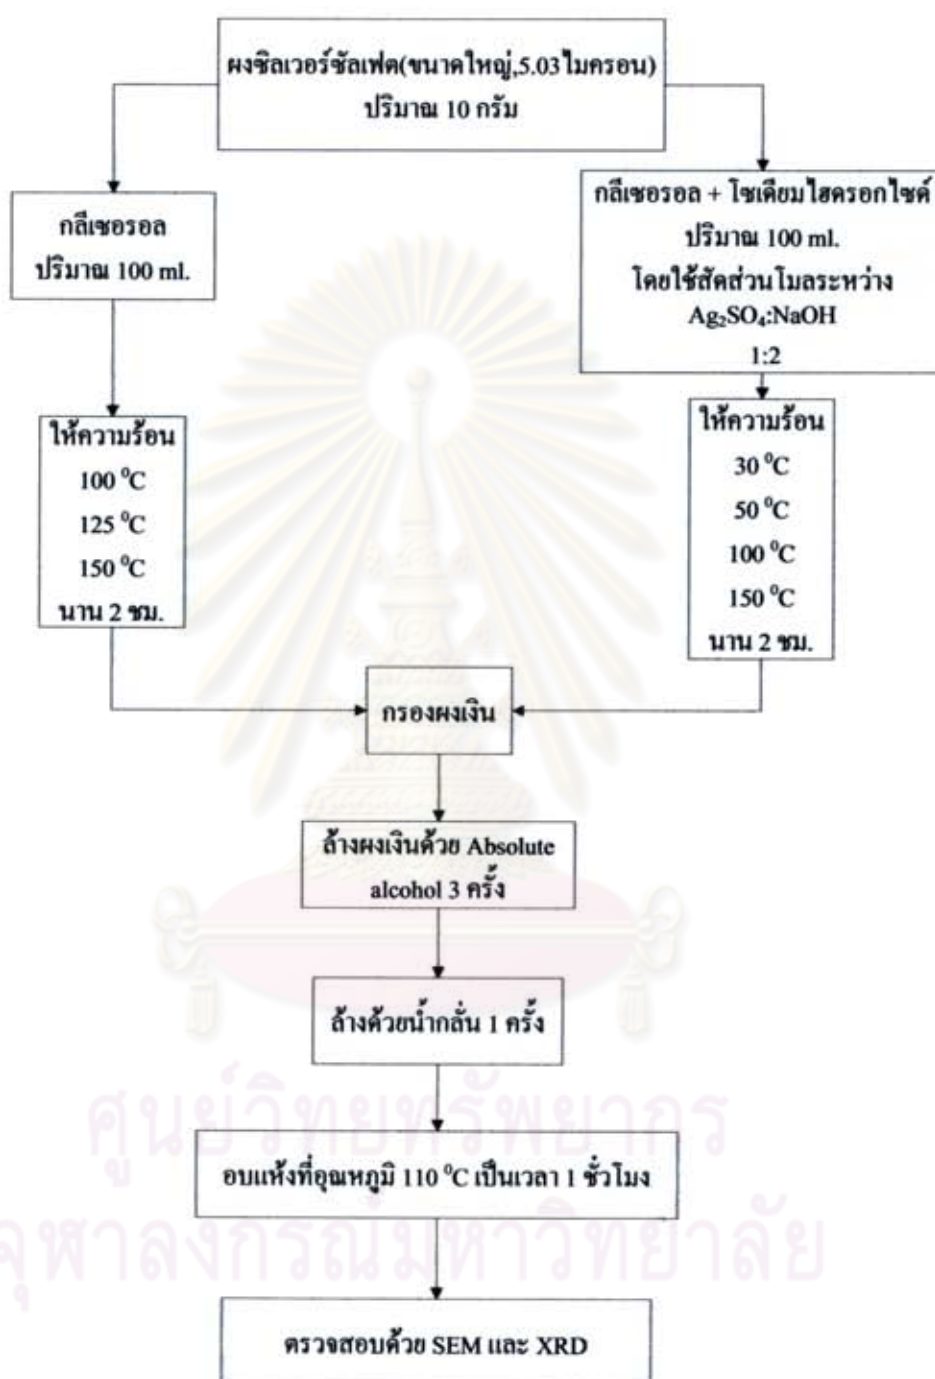 ผงซิลเวอร์ซัลเฟต(ขนาดใหญ่,5.03ไมครอน)
ปริมาณ 10 กรัม
กลีเซอรอล
ปริมาณ 100 ml.
กลีเซอรอล + โซเดียมไฮดรอกไซด์
ปริมาณ 100 ml.
โดยใช้สัดส่วนโมลระหว่าง
Ag₂SO₄:NaOH
1:2
ให้ความร้อน
100 ⁰C
125 ⁰C
150 ⁰C
นาน 2 ชม.
ให้ความร้อน
30 ⁰C
50 ⁰C
100 ⁰C
150 ⁰C
นาน 2 ชม.
กรองผงเงิน
ล้างผงเงินด้วย Absolute
alcohol 3 ครั้ง
ล้างด้วยน้ำกลั่น 1 ครั้ง
อบแห้งที่อุณหภูมิ 110 ⁰C เป็นเวลา 1 ชั่วโมง
ตรวจสอบด้วย SEM และ XRD
ศูนย์วิทยทรัพยากร
จุฬาลงกรณ์มหาวิทยาลัย